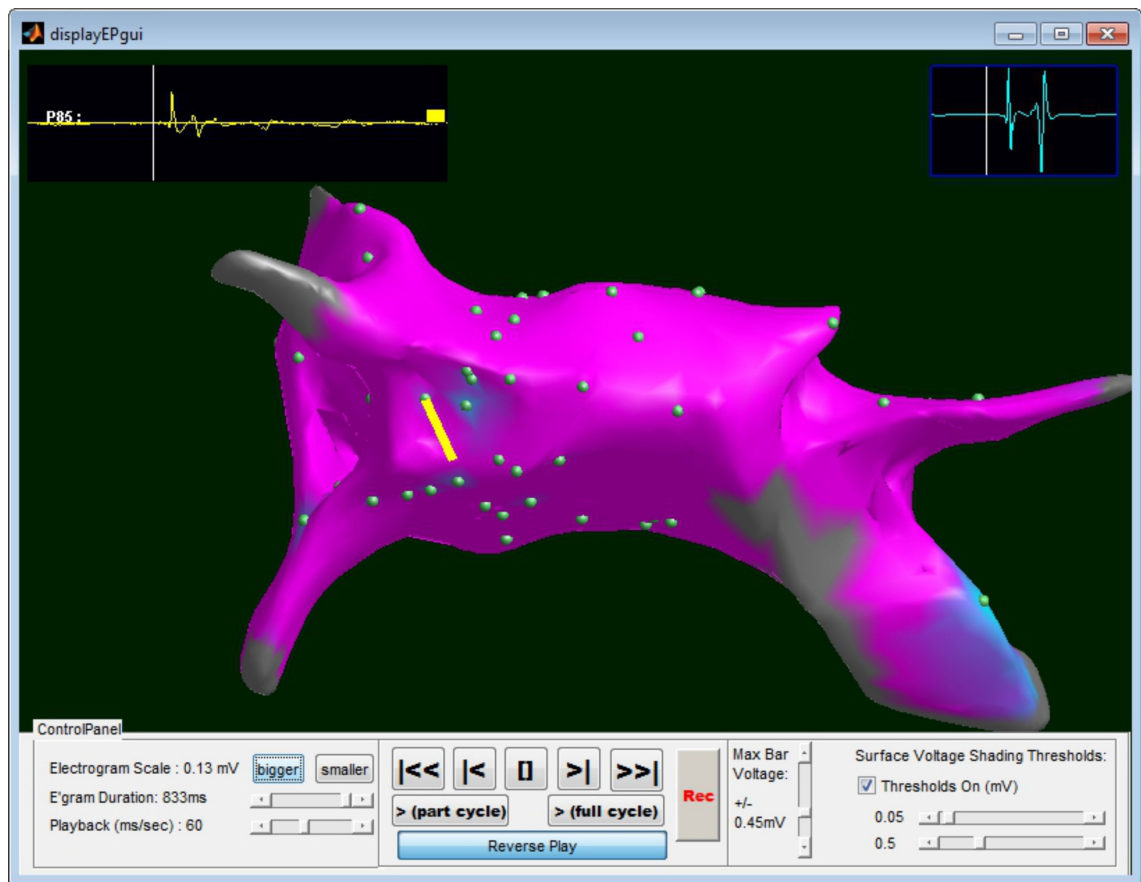 displayEPgui
P85 :
ControlPanel
Electrogram Scale : 0.13 mV bigger smaller
E'gram Duration: 833ms
Playback (ms/sec) : 60
|<< |< [] >| >>|
> (part cycle) > (full cycle)
Reverse Play
Rec
Max Bar
Voltage:
+/-
0.45mV
Surface Voltage Shading Thresholds:
Thresholds On (mV)
0.05
0.5